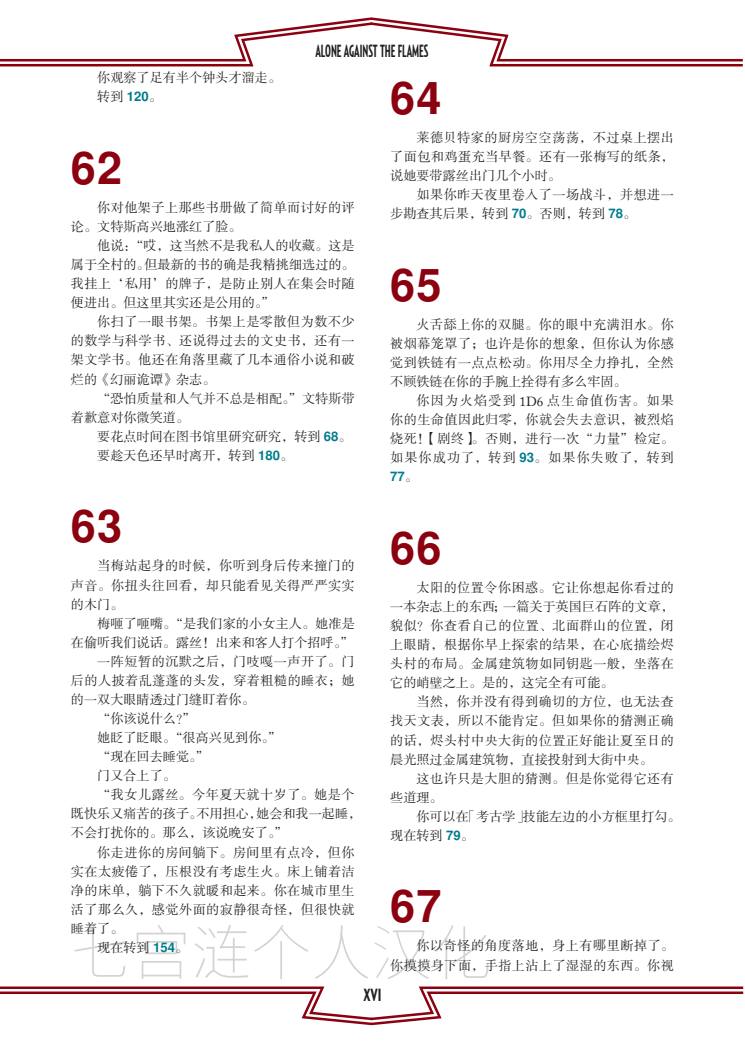 ALONE AGAINST THE FLAMES
你观察了足有半个钟头才溜走。
转到 120。
62
你对他架子上那些书册做了简单而讨好的评
论。文特斯高兴地涨红了脸。
他说：“哎，这当然不是我私人的收藏。这是
属于全村的。但最新的书的确是我精挑细选过的。
我挂上‘私用’的牌子，是防止别人在集会时随
便进出。但这里其实还是公用的。”
你扫了一眼书架。书架上是零散但为数不少
的数学与科学书、还说得过去的文史书，还有一
架文学书。他还在角落里藏了几本通俗小说和破
烂的《幻丽诡谭》杂志。
“恐怕质量和人气并不总是相配。”文特斯带
着歉意对你微笑道。
要花点时间在图书馆里研究研究，转到 68。
要趁天色还早时离开，转到 180。
63
当梅站起身的时候，你听到身后传来撞门的
声音。你扭头往回看，却只能看见关得严严实实
的木门。
梅咂了咂嘴。“是我们家的小女主人。她准是
在偷听我们说话。露丝！出来和客人打个招呼。”
一阵短暂的沉默之后，门吱嘎一声开了。门
后的人披着乱蓬蓬的头发，穿着粗糙的睡衣；她
的一双大眼睛透过门缝盯着你。
“你该说什么？”
她眨了眨眼。“很高兴见到你。”
“现在回去睡觉。”
门又合上了。
“我女儿露丝。今年夏天就十岁了。她是个
既快乐又痛苦的孩子。不用担心，她会和我一起睡，
不会打扰你的。那么，该说晚安了。”
你走进你的房间躺下。房间里有点冷，但你
实在太疲倦了，压根没有考虑生火。床上铺着洁
净的床单，躺下不久就暖和起来。你在城市里生
活了那么久，感觉外面的寂静很奇怪，但很快就
睡着了。
现在转到 154。
64
莱德贝特家的厨房空空荡荡，不过桌上摆出
了面包和鸡蛋充当早餐。还有一张梅写的纸条，
说她要带露丝出门几个小时。
如果你昨天夜里卷入了一场战斗，并想进一
步勘查其后果，转到 70。否则，转到 78。
65
火舌舔上你的双腿。你的眼中充满泪水。你
被烟幕笼罩了；也许是你的想象，但你认为你感
觉到铁链有一点点松动。你用尽全力挣扎，全然
不顾铁链在你的手腕上拴得有多么牢固。
你因为火焰受到 1D6 点生命值伤害。如果
你的生命值因此归零，你就会失去意识，被烈焰
烧死！【剧终】。否则，进行一次“力量”检定。
如果你成功了，转到 93。如果你失败了，转到
77。
66
太阳的位置令你困惑。它让你想起你看过的
一本杂志上的东西；一篇关于英国巨石阵的文章，
貌似？你查看自己的位置、北面群山的位置，闭
上眼睛，根据你早上探索的结果，在心底描绘烬
头村的布局。金属建筑物如同钥匙一般，坐落在
它的峭壁之上。是的，这完全有可能。
当然，你并没有得到确切的方位，也无法查
找天文表，所以不能肯定。但如果你的猜测正确
的话，烬头村中央大街的位置正好能让夏至日的
晨光照过金属建筑物，直接投射到大街中央。
这也许只是大胆的猜测。但是你觉得它还有
些道理。
你可以在「考古学」技能左边的小方框里打勾。
现在转到 79。
67
你以奇怪的角度落地，身上有哪里断掉了。
你摸摸身下面，手指上沾上了湿湿的东西。你视
七宫涟个人汉化
XVI